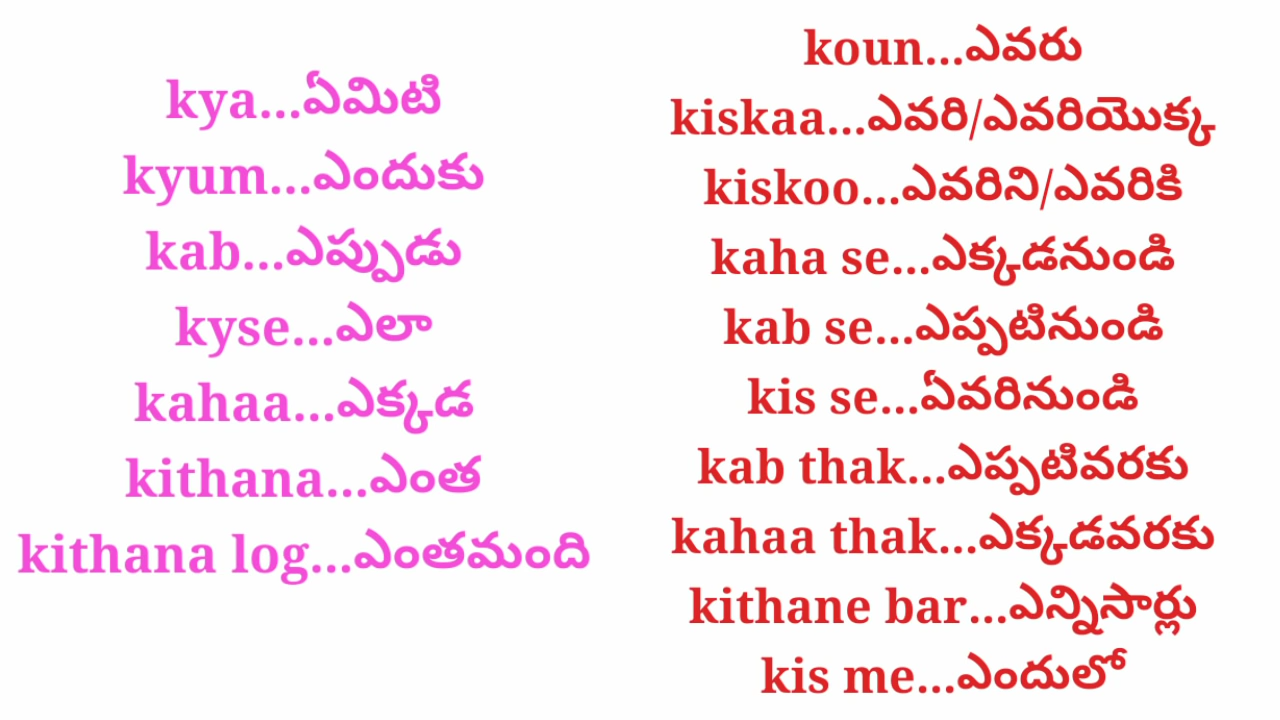 kya...ఏమిటి
kyum...ఎందుకు
kab...ఎప్పుడు
kyse...ఎలా
kahaa...ఎక్కడ
kithana...ఎంత
kithana log...ఎంతమంది
koun...ఎవరు
kiskaa...ఎవరి/ఎవరియొక్క
kiskoo...ఎవరిని/ఎవరికి
kaha se...ఎక్కడనుండి
kab se...ఎప్పటినుండి
kis se...ఏవరినుండి
kab thak...ఎప్పటివరకు
kahaa thak...ఎక్కడవరకు
kithane bar...ఎన్నిసార్లు
kis me...ఎందులో